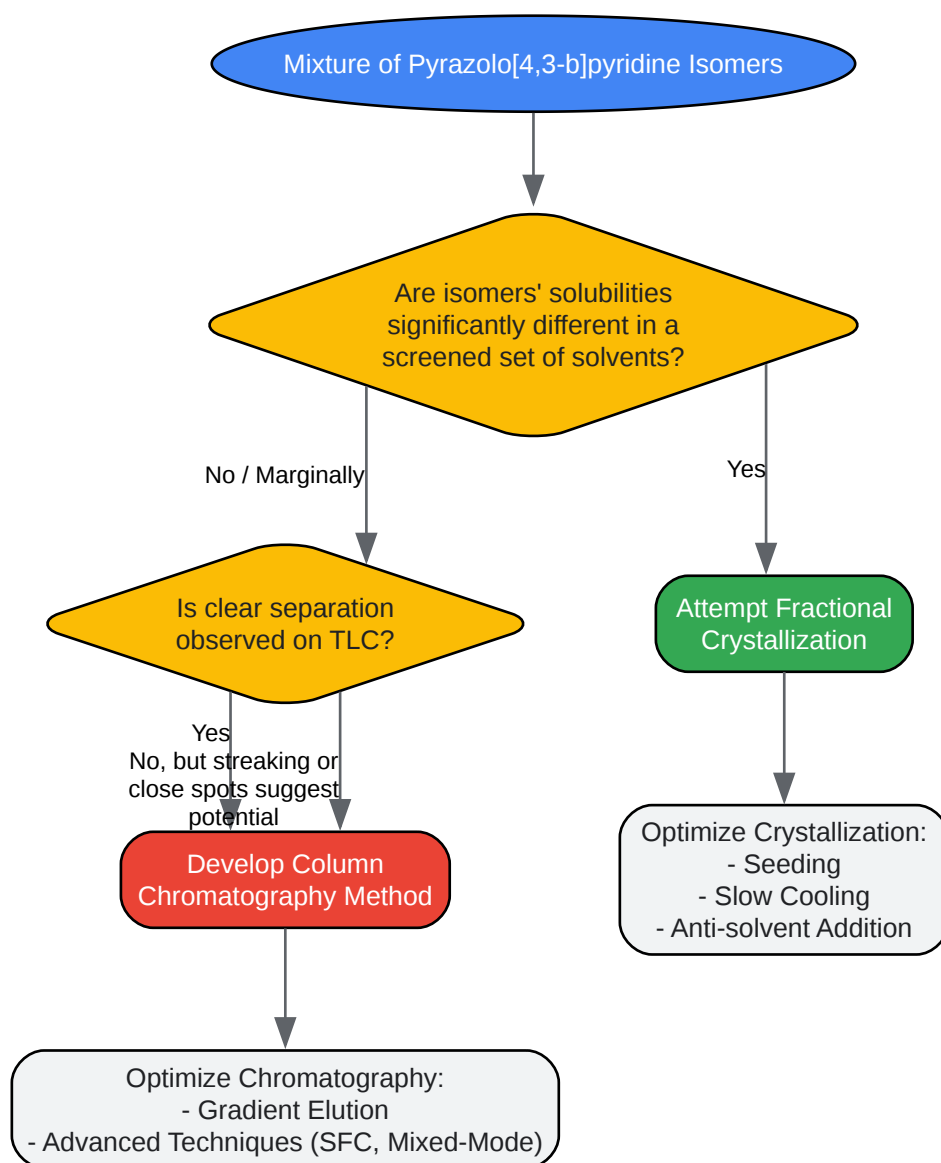 Mixture of Pyrazolo[4,3-b]pyridine Isomers
Are isomers' solubilities
significantly different in a
screened set of solvents?
No / Marginally
Yes
Is clear separation
observed on TLC?
Attempt Fractional
Crystallization
Yes
No, but streaking or
close spots suggest
potential
Optimize Crystallization:
- Seeding
- Slow Cooling
- Anti-solvent Addition
Develop Column
Chromatography Method
Optimize Chromatography:
- Gradient Elution
- Advanced Techniques (SFC, Mixed-Mode)